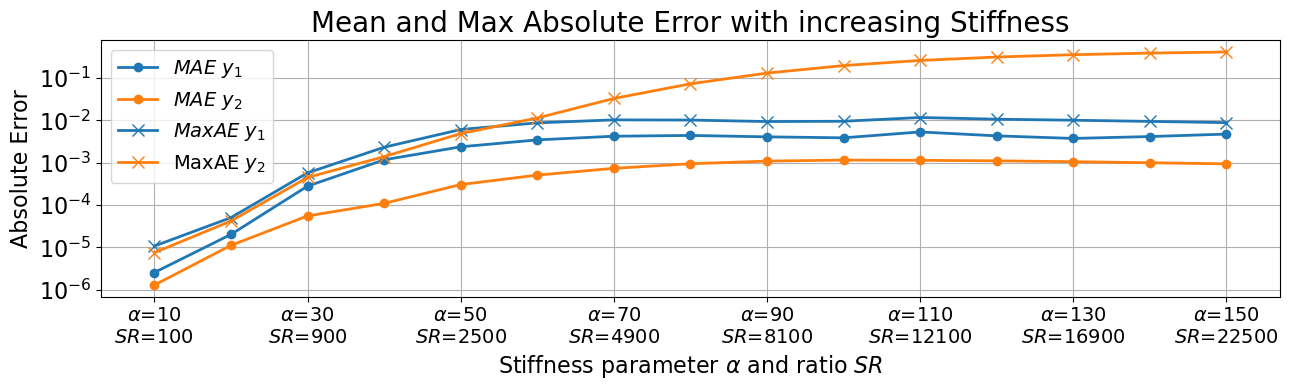 Mean and Max Absolute Error with increasing Stiffness
Absolute Error
10⁻¹
10⁻²
10⁻³
10⁻⁴
10⁻⁵
10⁻⁶
MAE y₁
MAE y₂
MaxAE y₁
MaxAE y₂
α=10 α=30 α=50 α=70 α=90 α=110 α=130 α=150
SR=100 SR=900 SR=2500 SR=4900 SR=8100 SR=12100 SR=16900 SR=22500
Stiffness parameter α and ratio SR